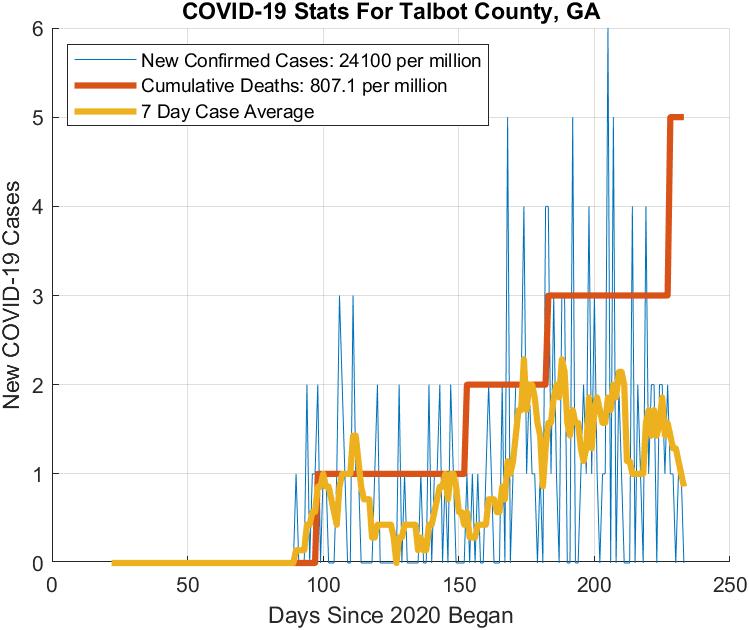 COVID-19 Stats For Talbot County, GA
New Confirmed Cases: 24100 per million
Cumulative Deaths: 807.1 per million
7 Day Case Average
New COVID-19 Cases
6
5
4
3
2
1
0
0 50 100 150 200 250
Days Since 2020 Began